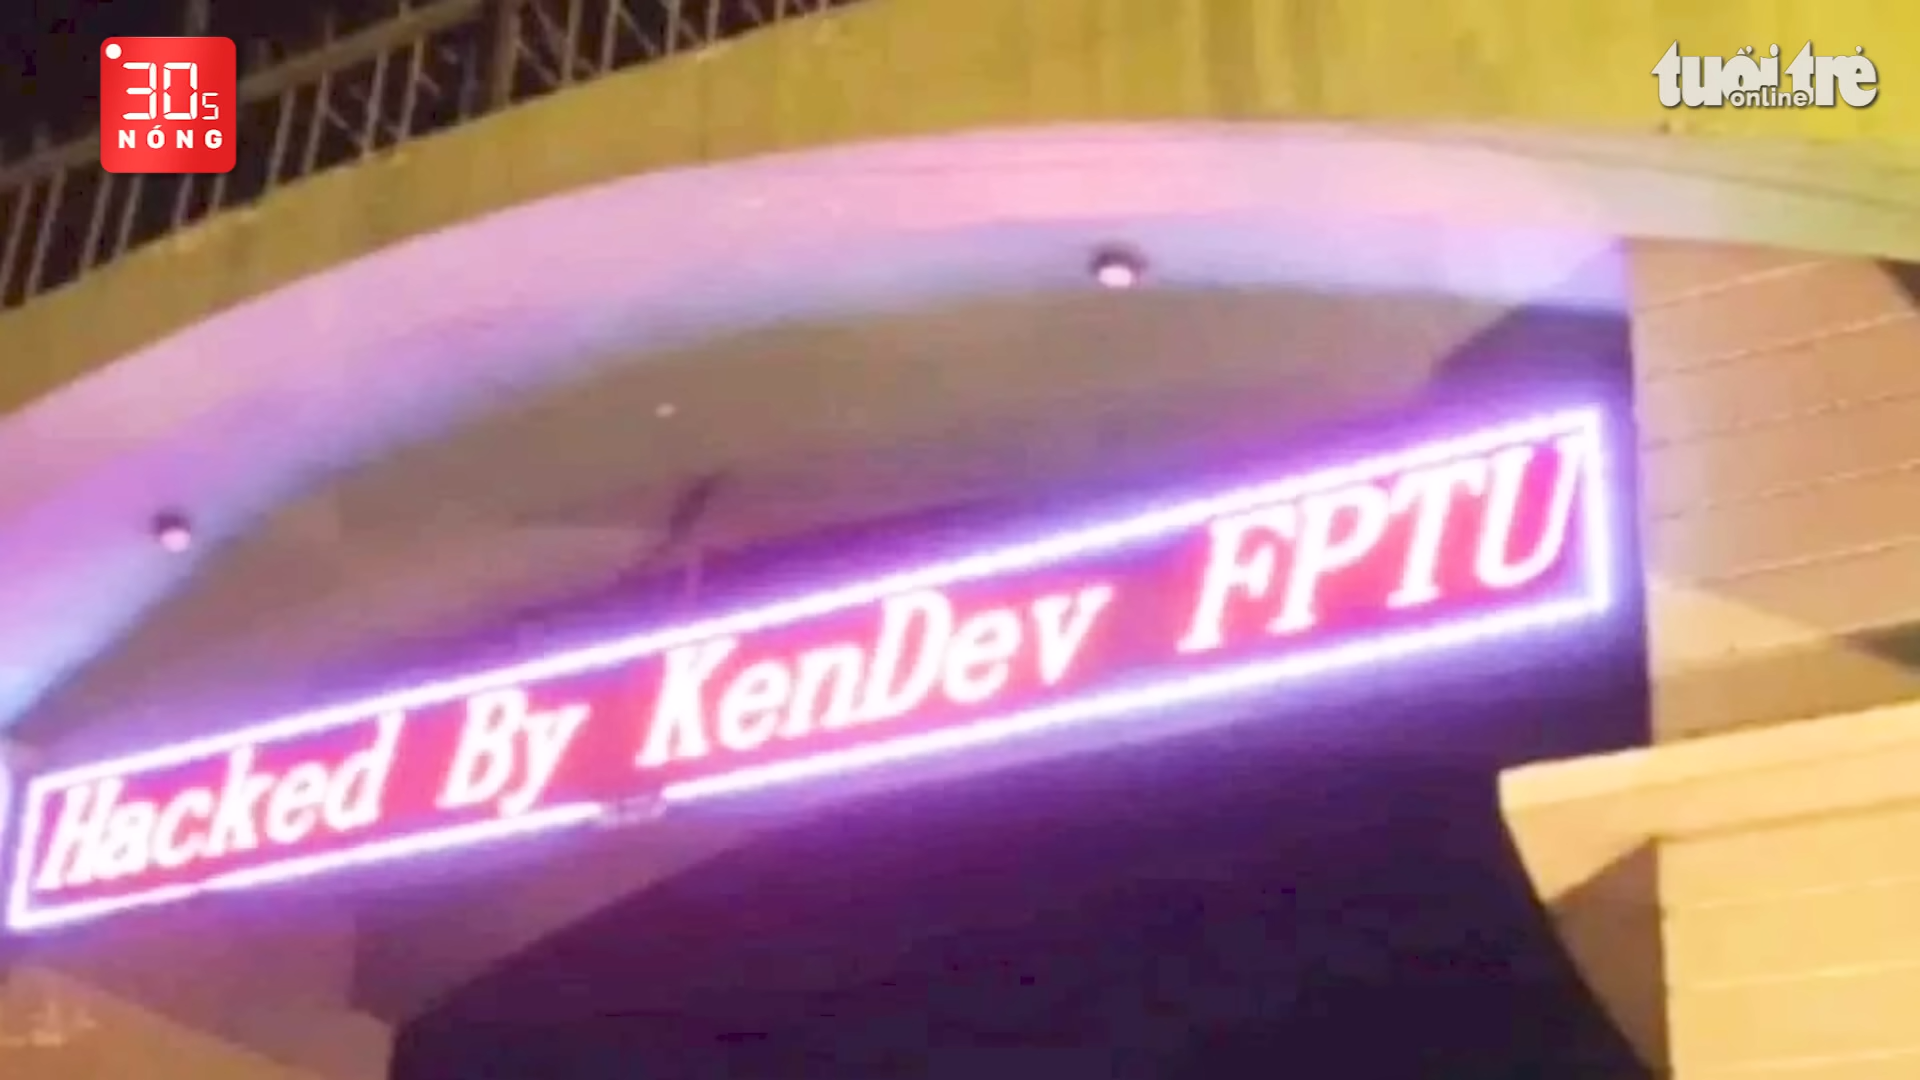 30s
NÓNG
tuổi trẻ
online
Hacked By KenDev FPTU